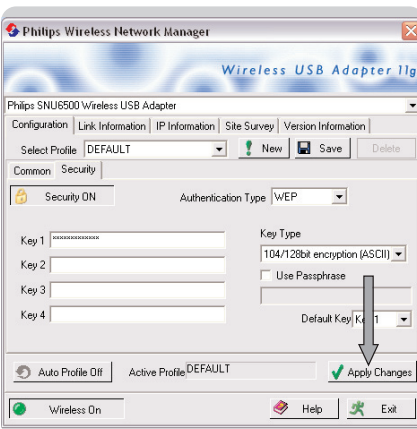 Philips Wireless Network Manager
Wireless USB Adapter 11g
Philips SNU6500 Wireless USB Adapter
Configuration Link Information IP Information Site Survey Version Information
Select Profile DEFAULT New Save Delete
Common Security
Security ON Authentication Type WEP
Key 1 xxxxxxxxxxxxx Key Type
104/128bit encryption (ASCII)
Key 2 Use Passphrase
Key 3
Key 4 Default Key Key 1
Auto Profile Off Active Profile DEFAULT Apply Changes
Wireless On Help Exit